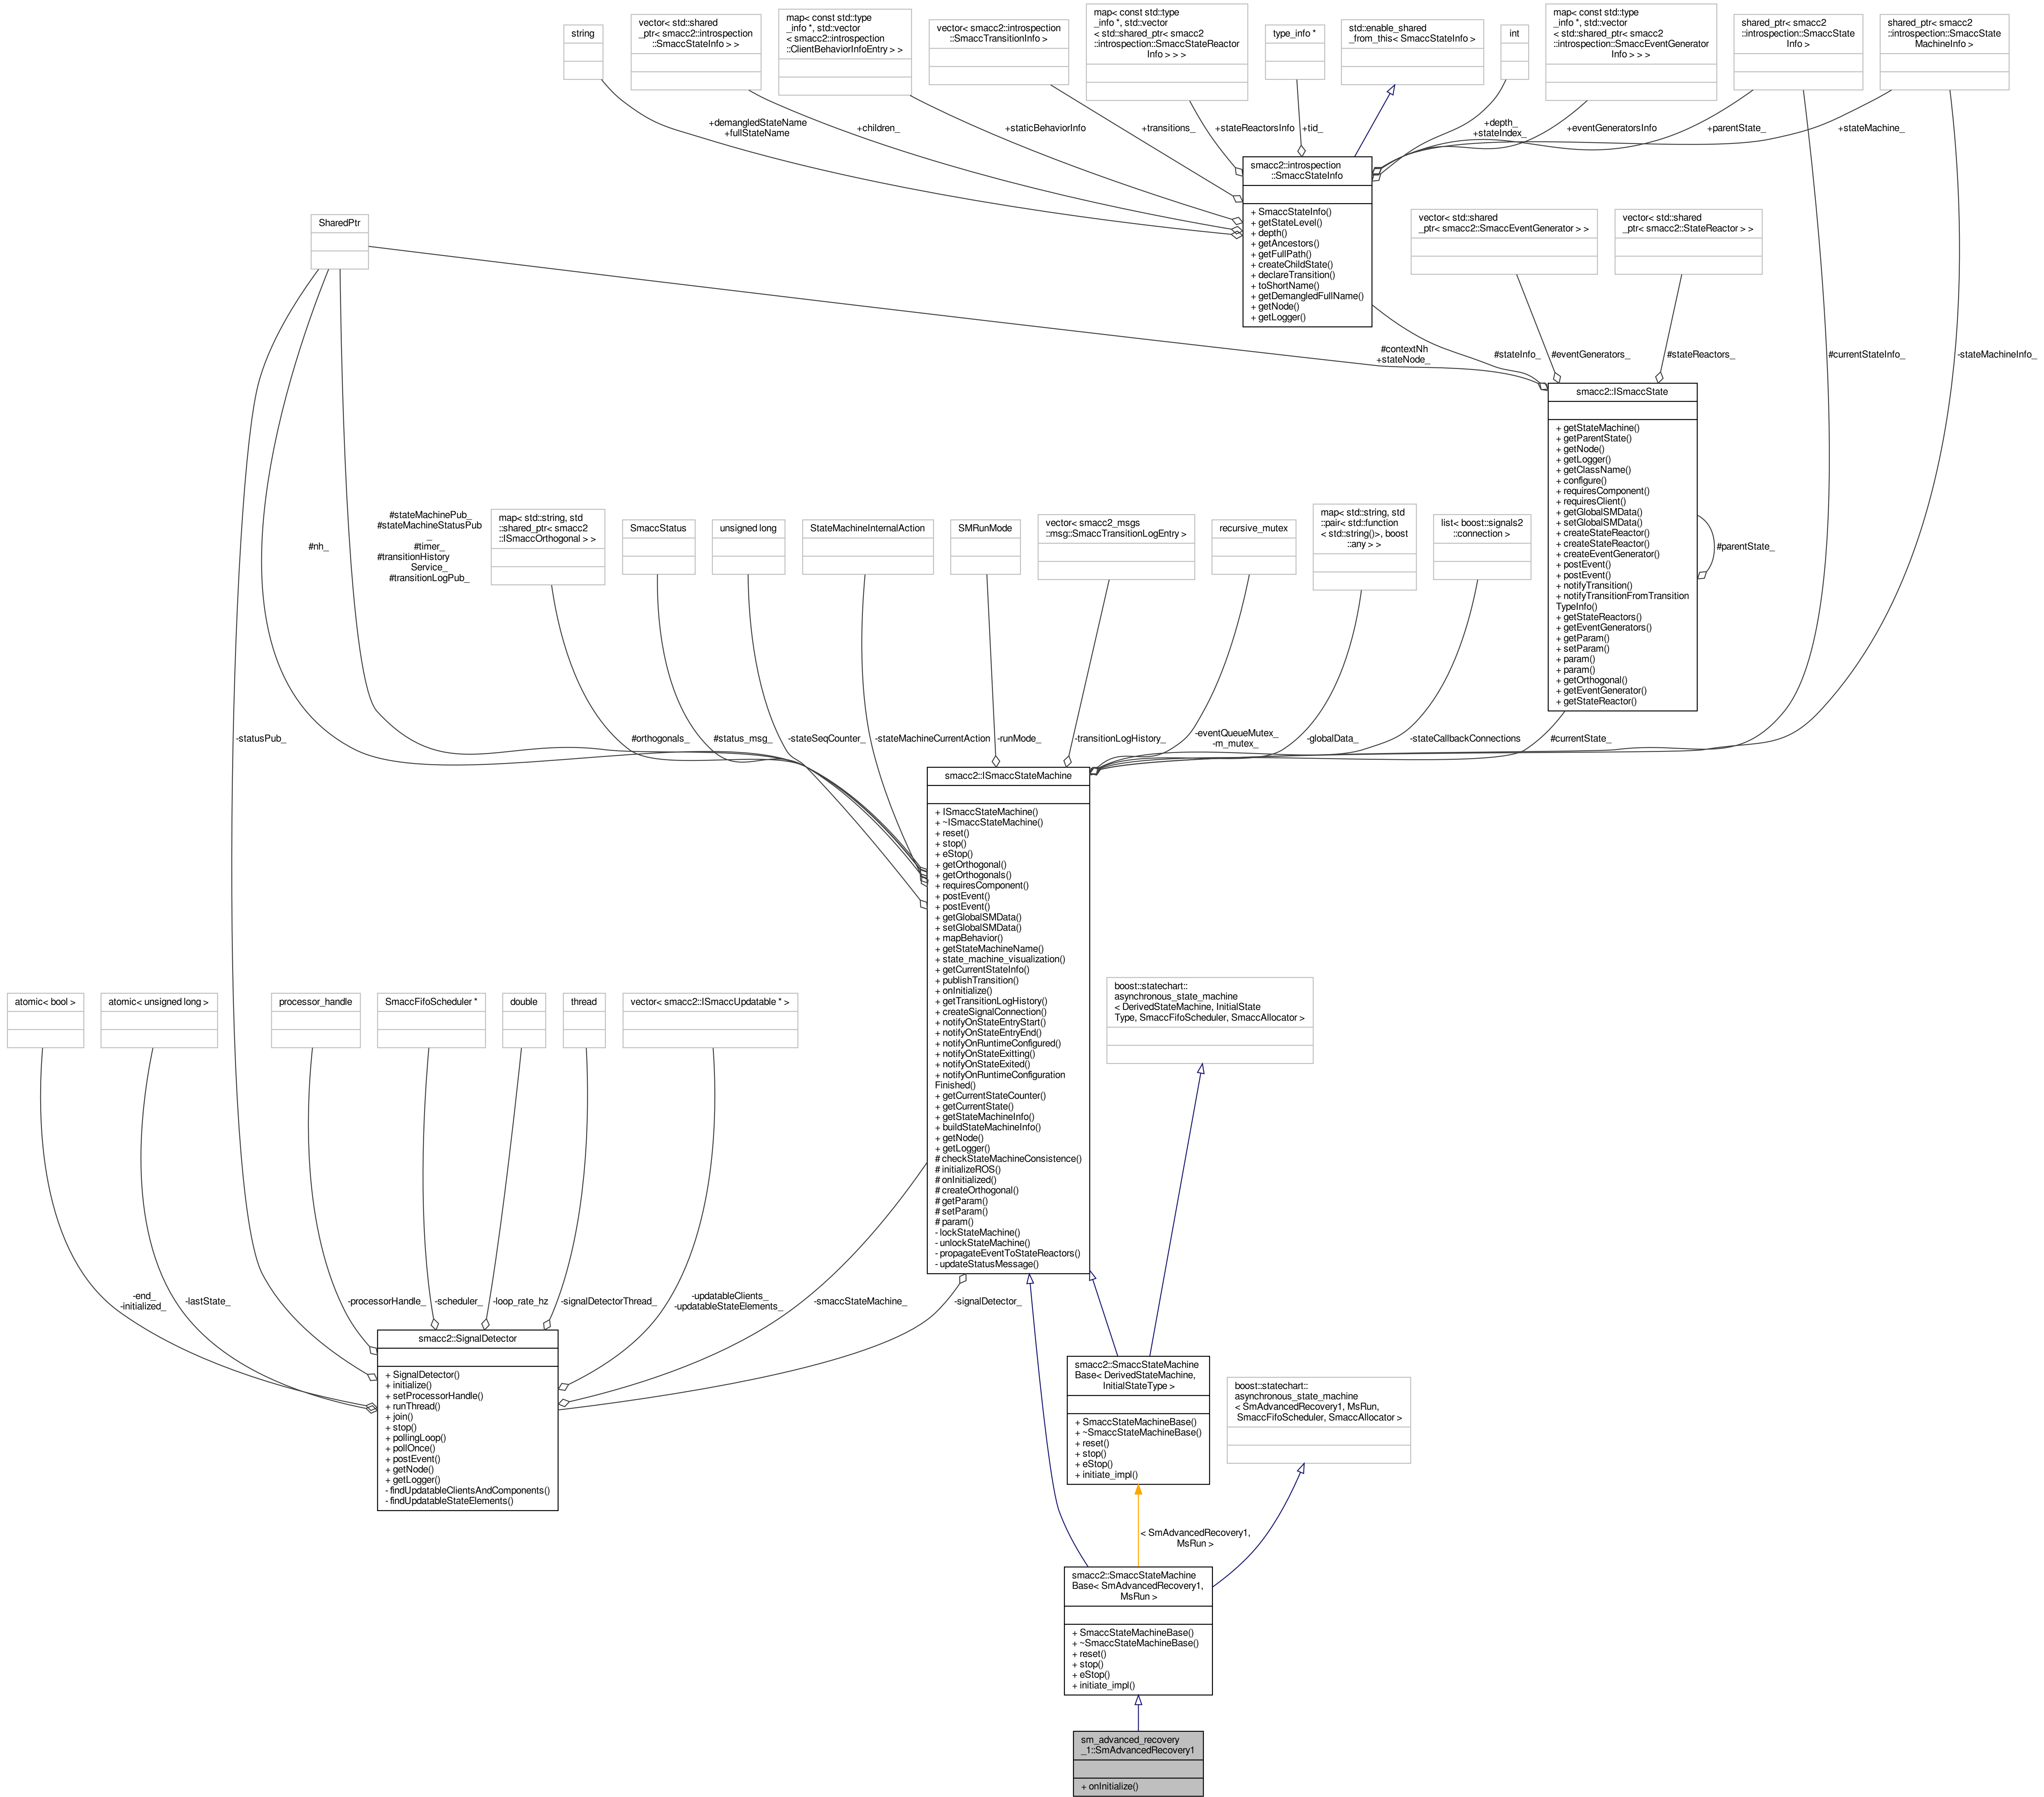 string
vector< std::shared
_ptr< smacc2::introspection
::SmaccStateInfo > >
map< const std::type
_info *, std::vector
< smacc2::introspection
::ClientBehaviorInfoEntry > >
vector< smacc2::introspection
::SmaccTransitionInfo >
map< const std::type
_info *, std::vector
< std::shared_ptr< smacc2
::introspection::SmaccStateReactor
Info > > >
type_info *
std::enable_shared
_from_this< SmaccStateInfo >
int
map< const std::type
_info *, std::vector
< std::shared_ptr< smacc2
::introspection::SmaccEventGenerator
Info > > >
shared_ptr< smacc2
::introspection::SmaccState
Info >
shared_ptr< smacc2
::introspection::SmaccState
MachineInfo >
+demangledStateName
+fullStateName
+children_
+staticBehaviorInfo
+transitions_
+stateReactorsInfo
+tid_
+depth_
+stateIndex_
+eventGeneratorsInfo
+parentState_
+stateMachine_
smacc2::introspection
::SmaccStateInfo
+ SmaccStateInfo()
+ getStateLevel()
+ depth()
+ getAncestors()
+ getFullPath()
+ createChildState()
+ declareTransition()
+ toShortName()
+ getDemangledFullName()
+ getNode()
+ getLogger()
SharedPtr
vector< std::shared
_ptr< smacc2::SmaccEventGenerator > >
vector< std::shared
_ptr< smacc2::StateReactor > >
#contextNh
+stateNode_
#stateInfo_
#eventGenerators_
#stateReactors_
#currentStateInfo_
-stateMachineInfo_
smacc2::ISmaccState
+ getStateMachine()
+ getParentState()
+ getNode()
+ getLogger()
+ getClassName()
+ configure()
+ requiresComponent()
+ requiresClient()
+ getGlobalSMData()
+ setGlobalSMData()
+ createStateReactor()
+ createStateReactor()
+ createEventGenerator()
+ postEvent()
+ postEvent()
+ notifyTransition()
+ notifyTransitionFromTransition
TypeInfo()
+ getStateReactors()
+ getEventGenerators()
+ getParam()
+ setParam()
+ param()
+ param()
+ getOrthogonal()
+ getEventGenerator()
+ getStateReactor()
#parentState_
#nh_
#stateMachinePub_
#stateMachineStatusPub
_
#timer_
#transitionHistory
Service_
#transitionLogPub_
map< std::string, std
::shared_ptr< smacc2
::ISmaccOrthogonal > >
SmaccStatus
unsigned long
StateMachineInternalAction
SMRunMode
vector< smacc2_msgs
::msg::SmaccTransitionLogEntry >
recursive_mutex
map< std::string, std
::pair< std::function
< std::string()>, boost
::any > >
list< boost::signals2
::connection >
-statusPub_
#orthogonals_
#status_msg_
-stateSeqCounter_
-stateMachineCurrentAction
-runMode_
-transitionLogHistory_
-eventQueueMutex_
-m_mutex_
-globalData_
-stateCallbackConnections
#currentState_
smacc2::ISmaccStateMachine
+ ISmaccStateMachine()
+ ~ISmaccStateMachine()
+ reset()
+ stop()
+ eStop()
+ getOrthogonal()
+ getOrthogonals()
+ requiresComponent()
+ postEvent()
+ postEvent()
+ getGlobalSMData()
+ setGlobalSMData()
+ mapBehavior()
+ getStateMachineName()
+ state_machine_visualization()
+ getCurrentStateInfo()
+ publishTransition()
+ onInitialize()
+ getTransitionLogHistory()
+ createSignalConnection()
+ notifyOnStateEntryStart()
+ notifyOnStateEntryEnd()
+ notifyOnRuntimeConfigured()
+ notifyOnStateExitting()
+ notifyOnStateExited()
+ notifyOnRuntimeConfiguration
Finished()
+ getCurrentStateCounter()
+ getCurrentState()
+ getStateMachineInfo()
+ buildStateMachineInfo()
+ getNode()
+ getLogger()
# checkStateMachineConsistence()
# initializeROS()
# onInitialized()
# createOrthogonal()
# getParam()
# setParam()
# param()
- lockStateMachine()
- unlockStateMachine()
- propagateEventToStateReactors()
- updateStatusMessage()
atomic< bool >
atomic< unsigned long >
processor_handle
SmaccFifoScheduler *
double
thread
vector< smacc2::ISmaccUpdatable * >
boost::statechart::
asynchronous_state_machine
< DerivedStateMachine, InitialState
Type, SmaccFifoScheduler, SmaccAllocator >
-end_
-initialized_
-lastState_
-processorHandle_
-scheduler_
-loop_rate_hz
-signalDetectorThread_
-updatableClients_
-updatableStateElements_
-smaccStateMachine_
-signalDetector_
smacc2::SignalDetector
+ SignalDetector()
+ initialize()
+ setProcessorHandle()
+ runThread()
+ join()
+ stop()
+ pollingLoop()
+ pollOnce()
+ postEvent()
+ getNode()
+ getLogger()
- findUpdatableClientsAndComponents()
- findUpdatableStateElements()
smacc2::SmaccStateMachine
Base< DerivedStateMachine,
InitialStateType >
+ SmaccStateMachineBase()
+ ~SmaccStateMachineBase()
+ reset()
+ stop()
+ eStop()
+ initiate_impl()
boost::statechart::
asynchronous_state_machine
< SmAdvancedRecovery1, MsRun,
SmaccFifoScheduler, SmaccAllocator >
< SmAdvancedRecovery1,
MsRun >
smacc2::SmaccStateMachine
Base< SmAdvancedRecovery1,
MsRun >
+ SmaccStateMachineBase()
+ ~SmaccStateMachineBase()
+ reset()
+ stop()
+ eStop()
+ initiate_impl()
sm_advanced_recovery
_1::SmAdvancedRecovery1
+ onInitialize()